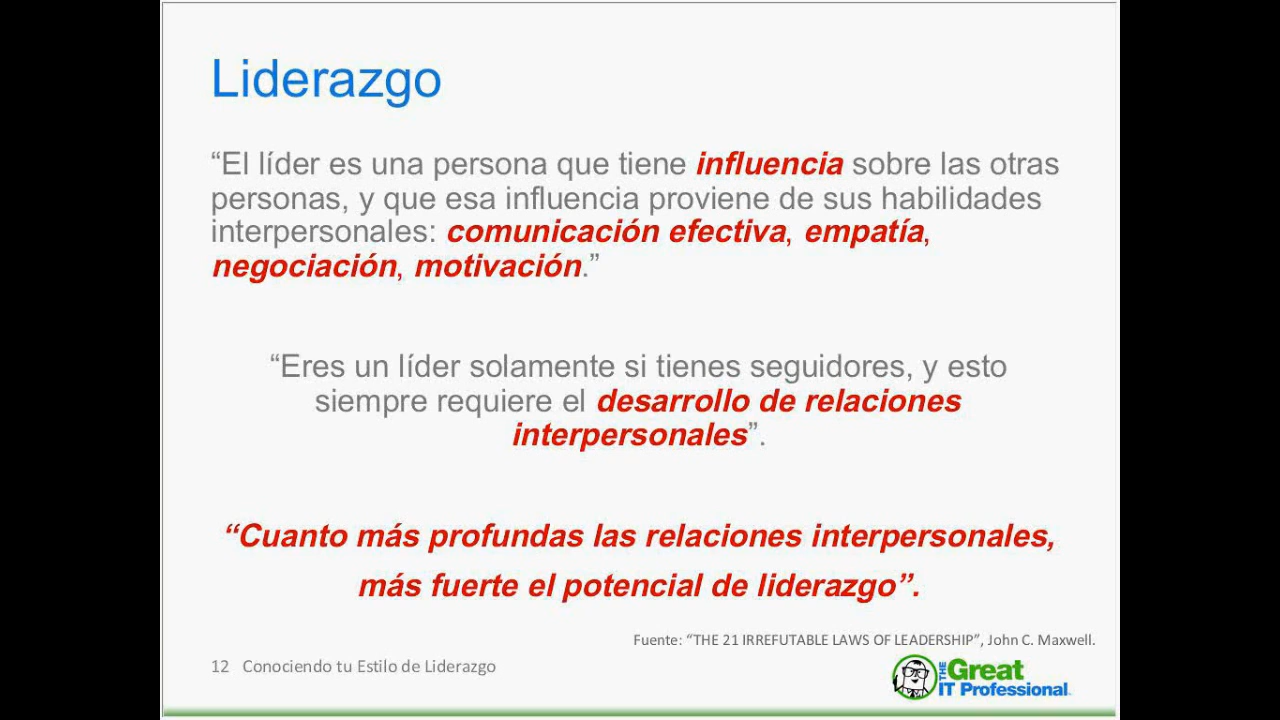 Liderazgo
“El líder es una persona que tiene influencia sobre las otras
personas, y que esa influencia proviene de sus habilidades
interpersonales: comunicación efectiva, empatía,
negociación, motivación.”
“Eres un líder solamente si tienes seguidores, y esto
siempre requiere el desarrollo de relaciones
interpersonales”.
“Cuanto más profundas las relaciones interpersonales,
más fuerte el potencial de liderazgo”.
Fuente: “THE 21 IRREFUTABLE LAWS OF LEADERSHIP”, John C. Maxwell.
12 Conociendo tu Estilo de Liderazgo
THE Great
IT Professional